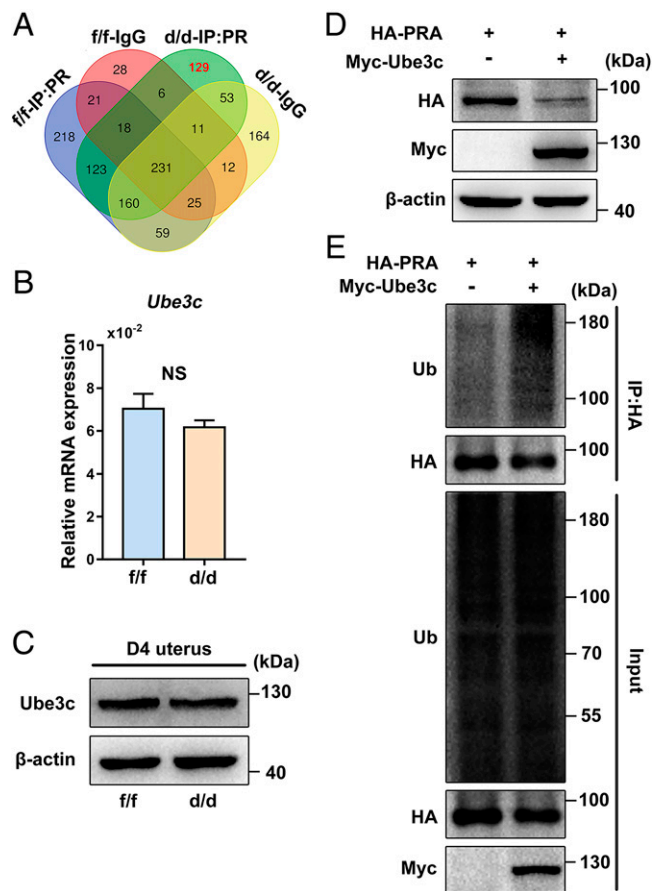 A
f/f-IgG
d/d-IP:PR
f/f-IP:PR
d/d-IgG
28
129
21
6
53
218
18
11
164
123
231
12
160
25
59
B
Ube3c
x10⁻²
Relative mRNA expression
10
8
6
4
2
0
NS
f/f
d/d
C
D4 uterus
(kDa)
Ube3c
130
β-actin
40
f/f
d/d
D
HA-PRA
+
+
Myc-Ube3c
-
+
(kDa)
HA
100
Myc
130
β-actin
40
E
HA-PRA
+
+
Myc-Ube3c
-
+
(kDa)
Ub
180
100
HA
100
IP:HA
Ub
180
100
70
55
HA
100
Myc
130
Input